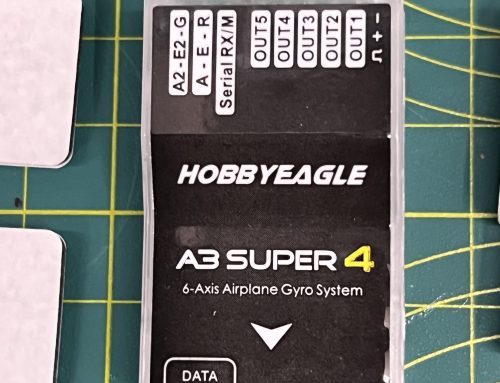 A2-E2-G
A - E - R
Serial RX/M
OUT5
OUT4
OUT3
OUT2
OUT1
- +
HOBBYEAGLE
A3 SUPER 4
6-Axis Airplane Gyro System
DATA